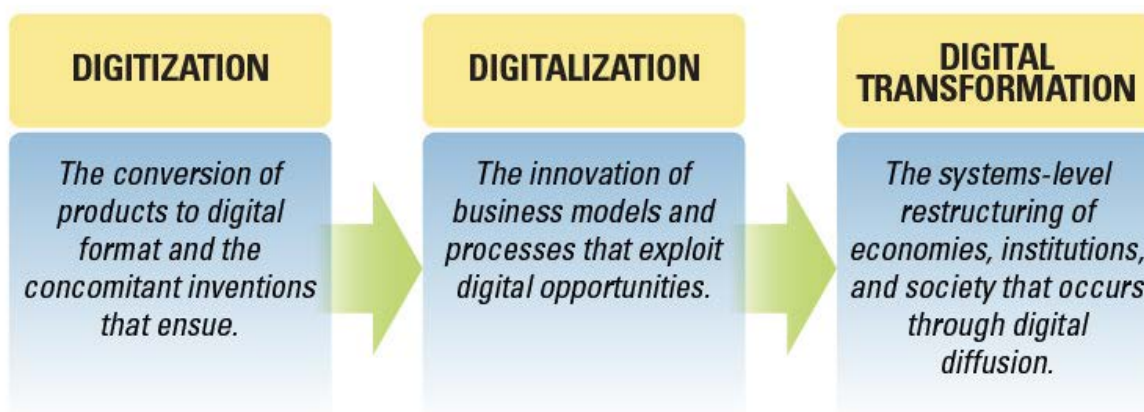 DIGITIZATION
The conversion of
products to digital
format and the
concomitant inventions
that ensue.
DIGITALIZATION
The innovation of
business models and
processes that exploit
digital opportunities.
DIGITAL
TRANSFORMATION
The systems-level
restructuring of
economies, institutions,
and society that occurs
through digital
diffusion.